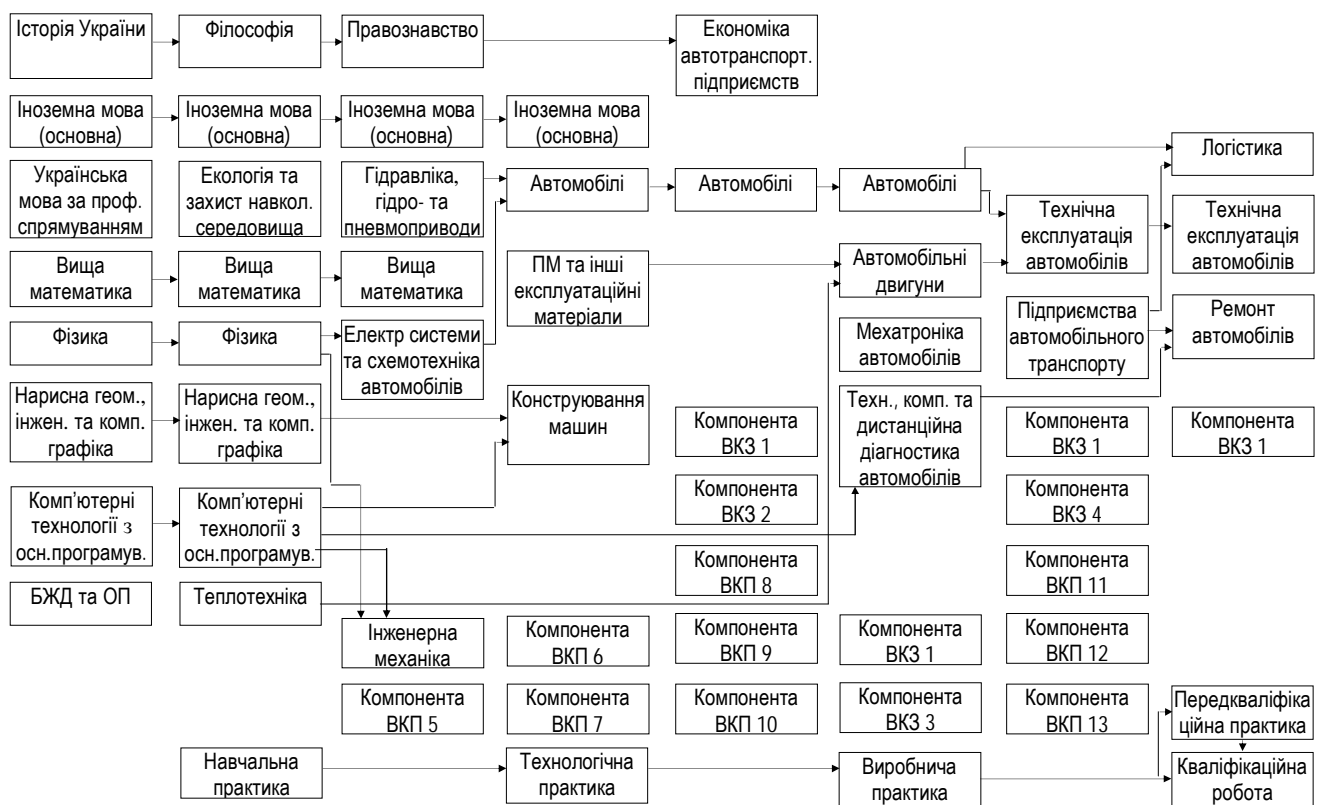 Історія України
Філософія
Правознавство
Економіка
автотранспорт.
підприємств
Іноземна мова
(основна)
Іноземна мова
(основна)
Іноземна мова
(основна)
Іноземна мова
(основна)
Українська
мова за проф.
спрямуванням
Екологія та
захист навкол.
середовища
Гідравліка,
гідро- та
пневмоприводи
Автомобілі
Автомобілі
Автомобілі
Логістика
Технічна
експлуатація
автомобілів
Технічна
експлуатація
автомобілів
Вища
математика
Вища
математика
Вища
математика
ПМ та інші
експлуатаційні
матеріали
Автомобільні
двигуни
Фізика
Фізика
Електр системи
та схемотехніка
автомобілів
Мехатроніка
автомобілів
Підприємства
автомобільного
транспорту
Ремонт
автомобілів
Нарисна геом.,
інжен. та комп.
графіка
Нарисна геом.,
інжен. та комп.
графіка
Конструювання
машин
Компонента
ВКЗ 1
Техн., комп. та
дистанційна
діагностика
автомобілів
Компонента
ВКЗ 1
Компонента
ВКЗ 1
Комп'ютерні
технології з
осн.програмув.
Комп'ютерні
технології з
осн.програмув.
Компонента
ВКЗ 2
Компонента
ВКЗ 4
БЖД та ОП
Теплотехніка
Компонента
ВКП 8
Компонента
ВКП 11
Інженерна
механіка
Компонента
ВКП 6
Компонента
ВКП 9
Компонента
ВКЗ 1
Компонента
ВКП 12
Компонента
ВКП 5
Компонента
ВКП 7
Компонента
ВКП 10
Компонента
ВКЗ 3
Компонента
ВКП 13
Передкваліфіка
ційна практика
Навчальна
практика
Технологічна
практика
Виробнича
практика
Кваліфікаційна
робота